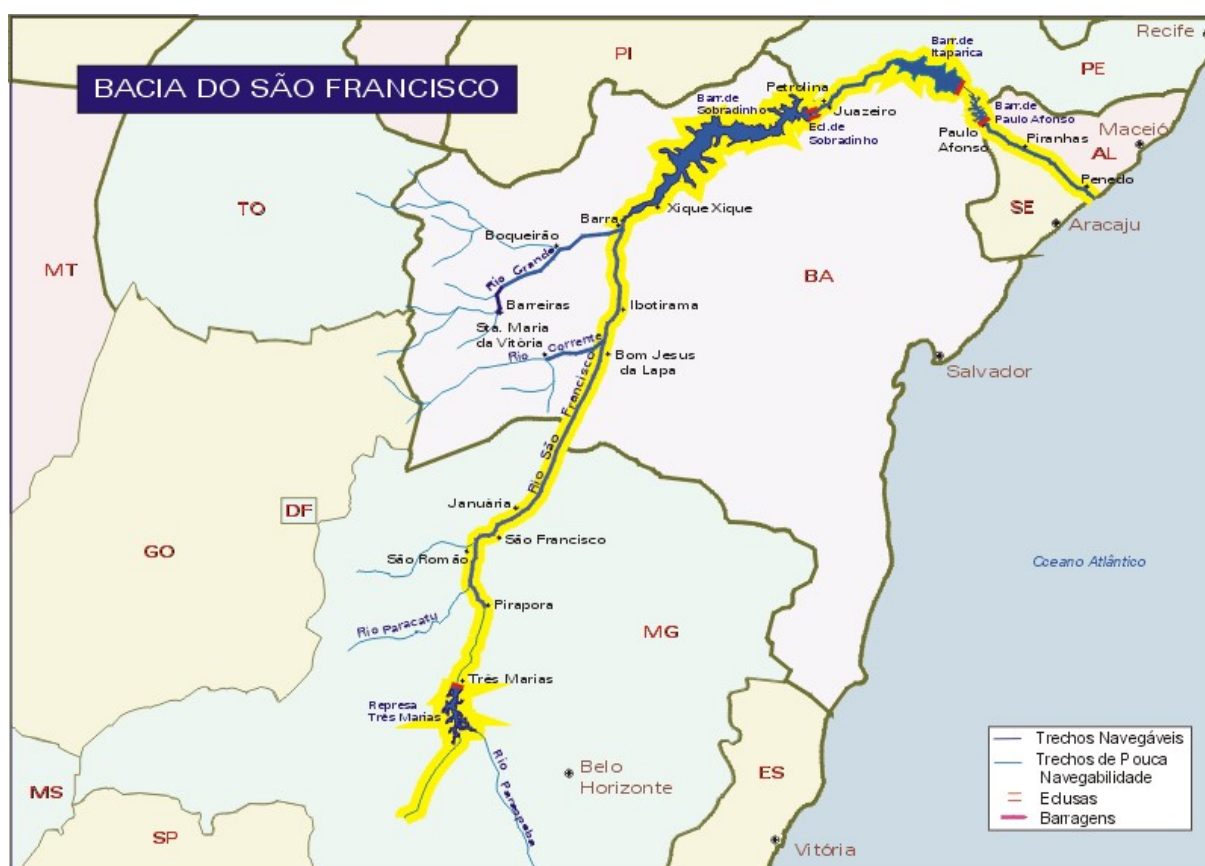 BACIA DO SÃO FRANCISCO
PI
Recife
PE
Barr.de
Itaparica
Petrolina
Barr.de
Sobradinho
Juazeiro
Ecl.de
Sobradinho
Barr.de
Paulo Afonso
Paulo
Afonso
Piranhas
Maceió
AL
Penedo
SE
Aracaju
TO
MT
Xique Xique
Barra
Boqueirão
Rio Grande
Barreiras
BA
Ibotirama
Sta. Maria
da Vitória
Rio Corrente
Bom Jesus
da Lapa
Salvador
Rio São Francisco
Januária
DF
GO
São Francisco
São Romão
Oceano Atlântico
Pirapora
Rio Paracatu
MG
Três Marias
Represa
Três Marias
Rio Paraopeba
Belo
Horizonte
ES
MS
SP
Vitória
Trechos Navegáveis
Trechos de Pouca
Navegabilidade
Eclusas
Barragens